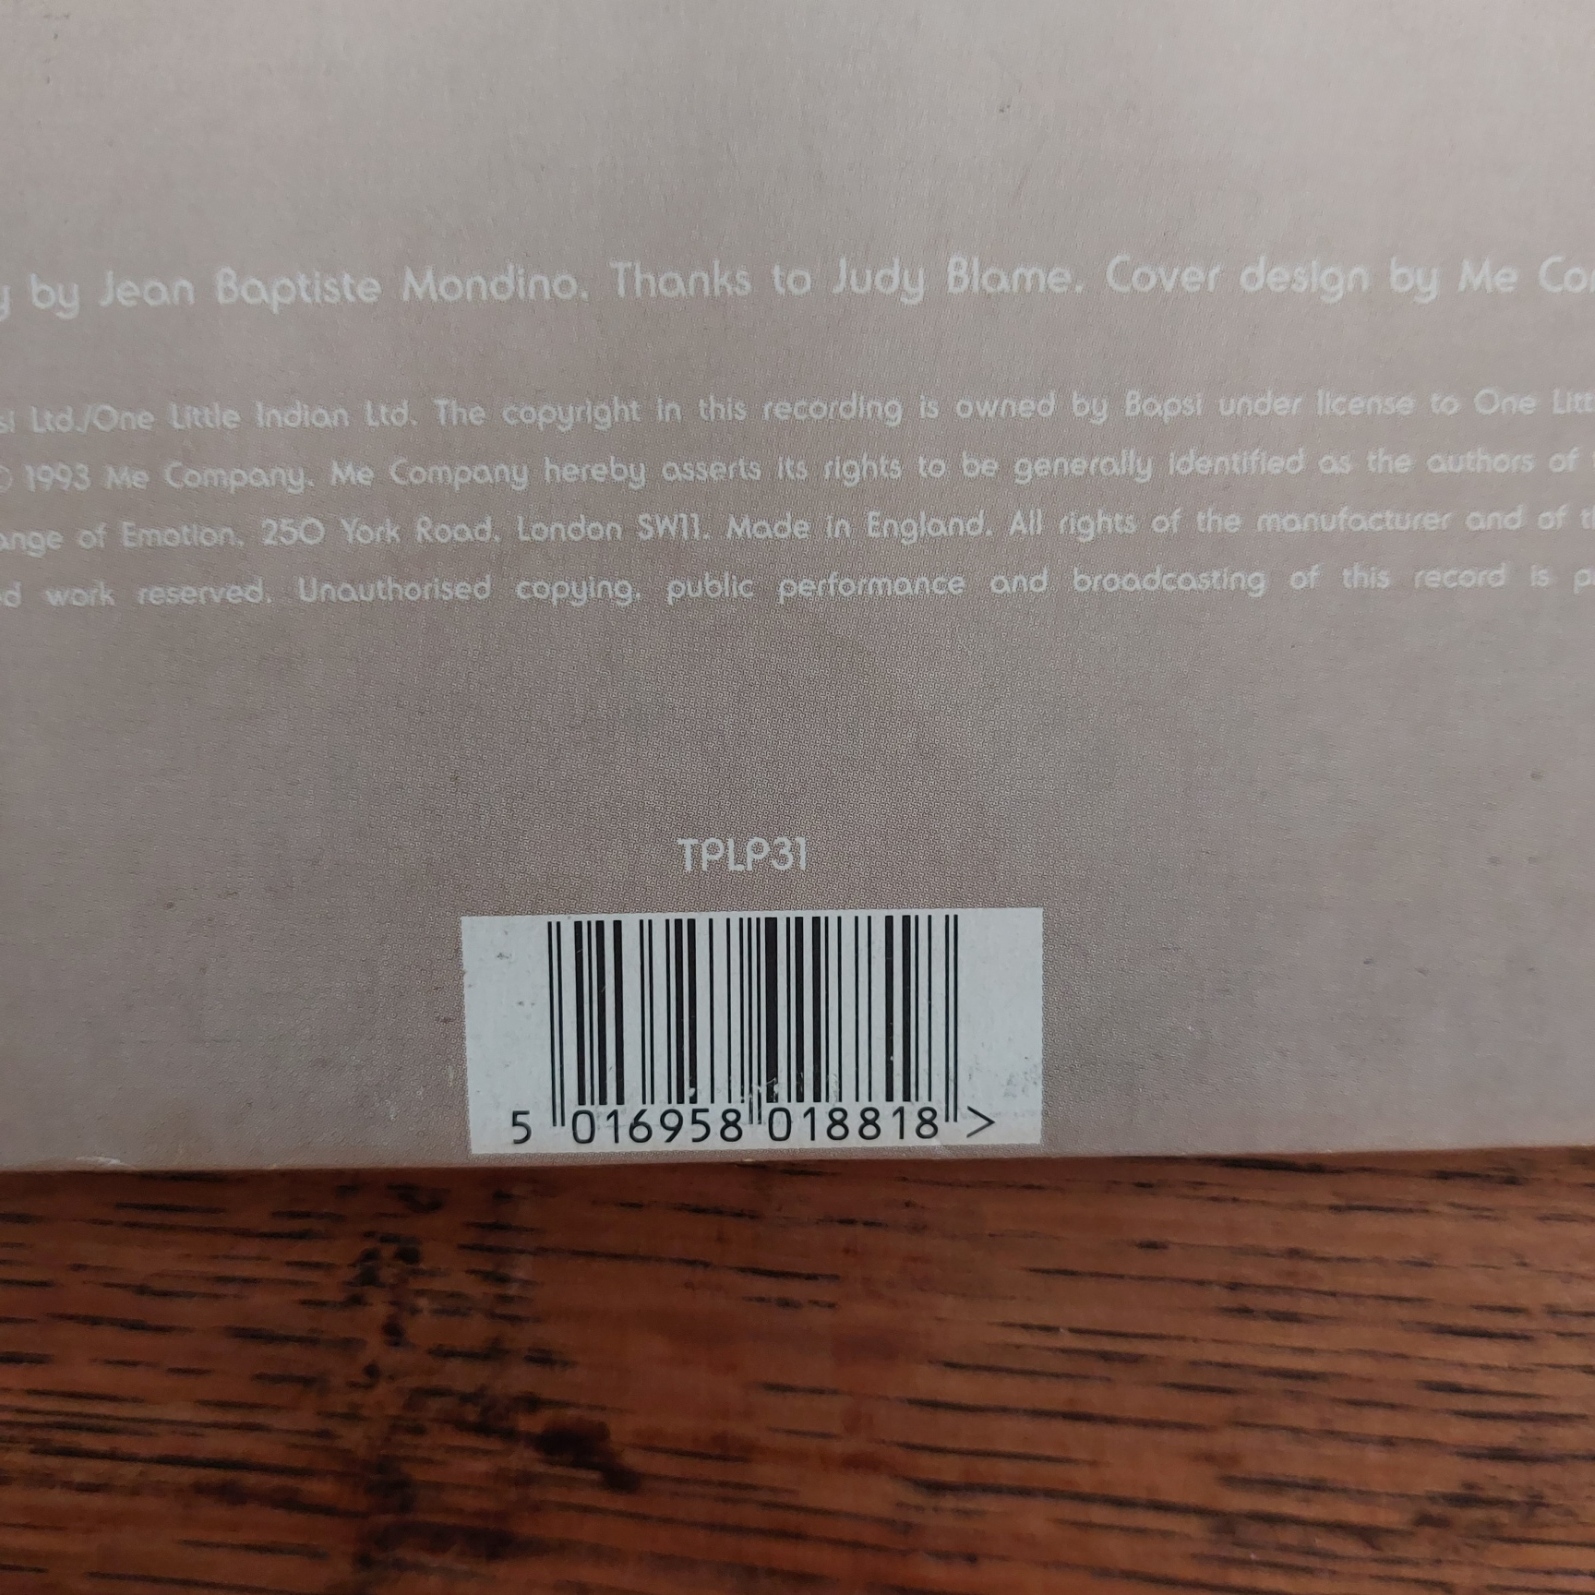 by Jean Baptiste Mondino. Thanks to Judy Blame. Cover design by Me
Ltd./One Little Indian Ltd. The copyright in this recording is owned by Bapsi under license to One
© 1993 Me Company. Me Company hereby asserts its rights to be generally identified as the authors of
of Emotion, 250 York Road, London SW11. Made in England. All rights of the manufacturer and of
work reserved. Unauthorised copying, public performance and broadcasting of this record is
TPLP31
5 016958 018818 >